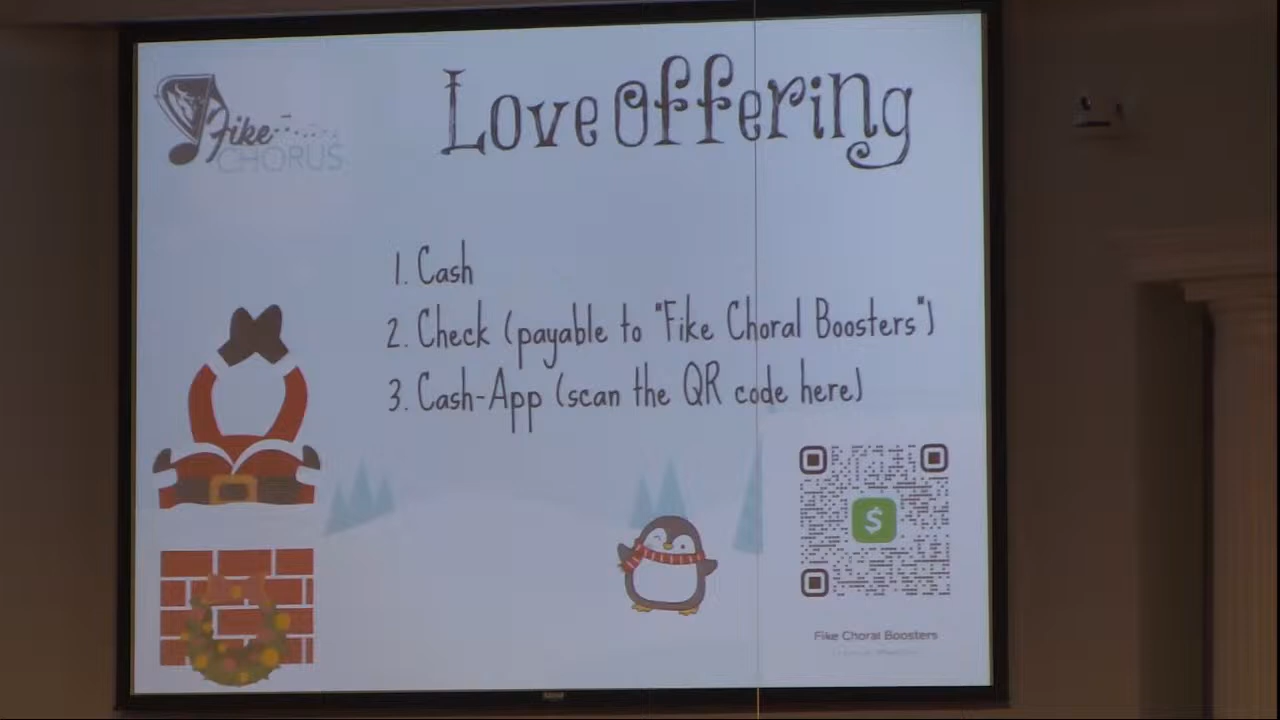 Fike
CHORUS
Love Offering
1. Cash
2. Check (payable to "Fike Choral Boosters")
3. Cash-App (scan the QR code here)
$
Fike Choral Boosters